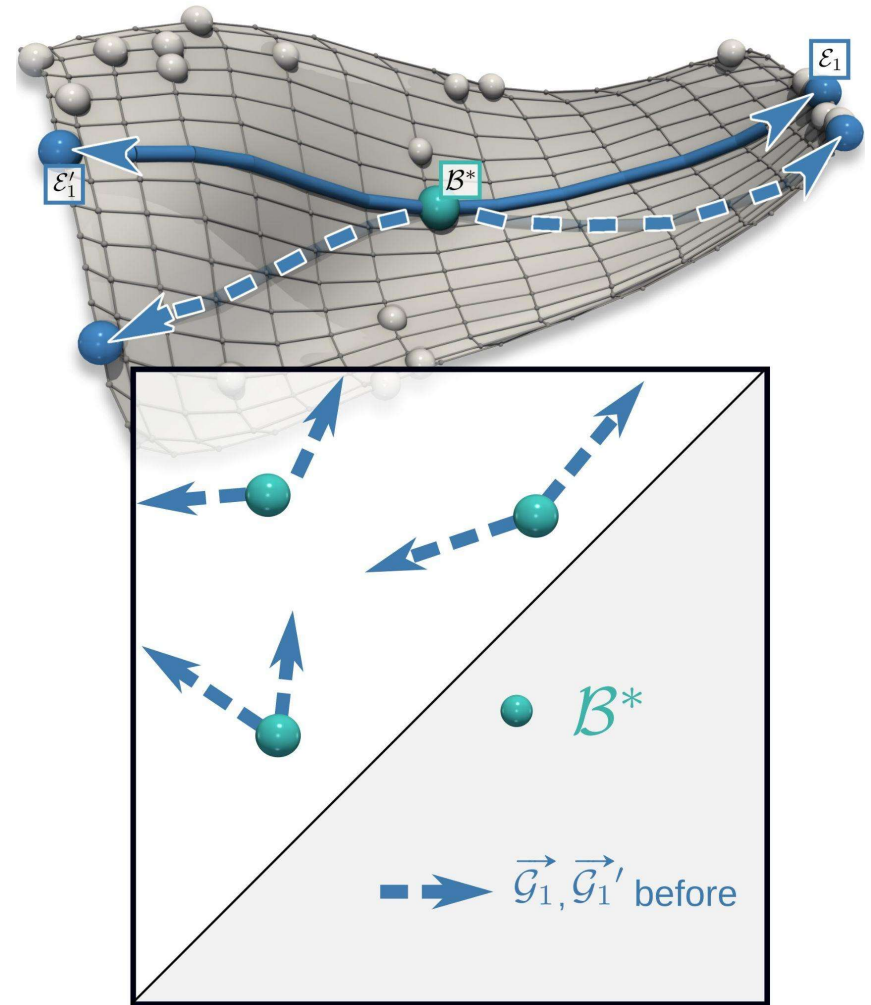 ℰ₁
ℰ₁′
ℬ*
ℬ*
𝒢₁⃗, 𝒢₁⃗′ before